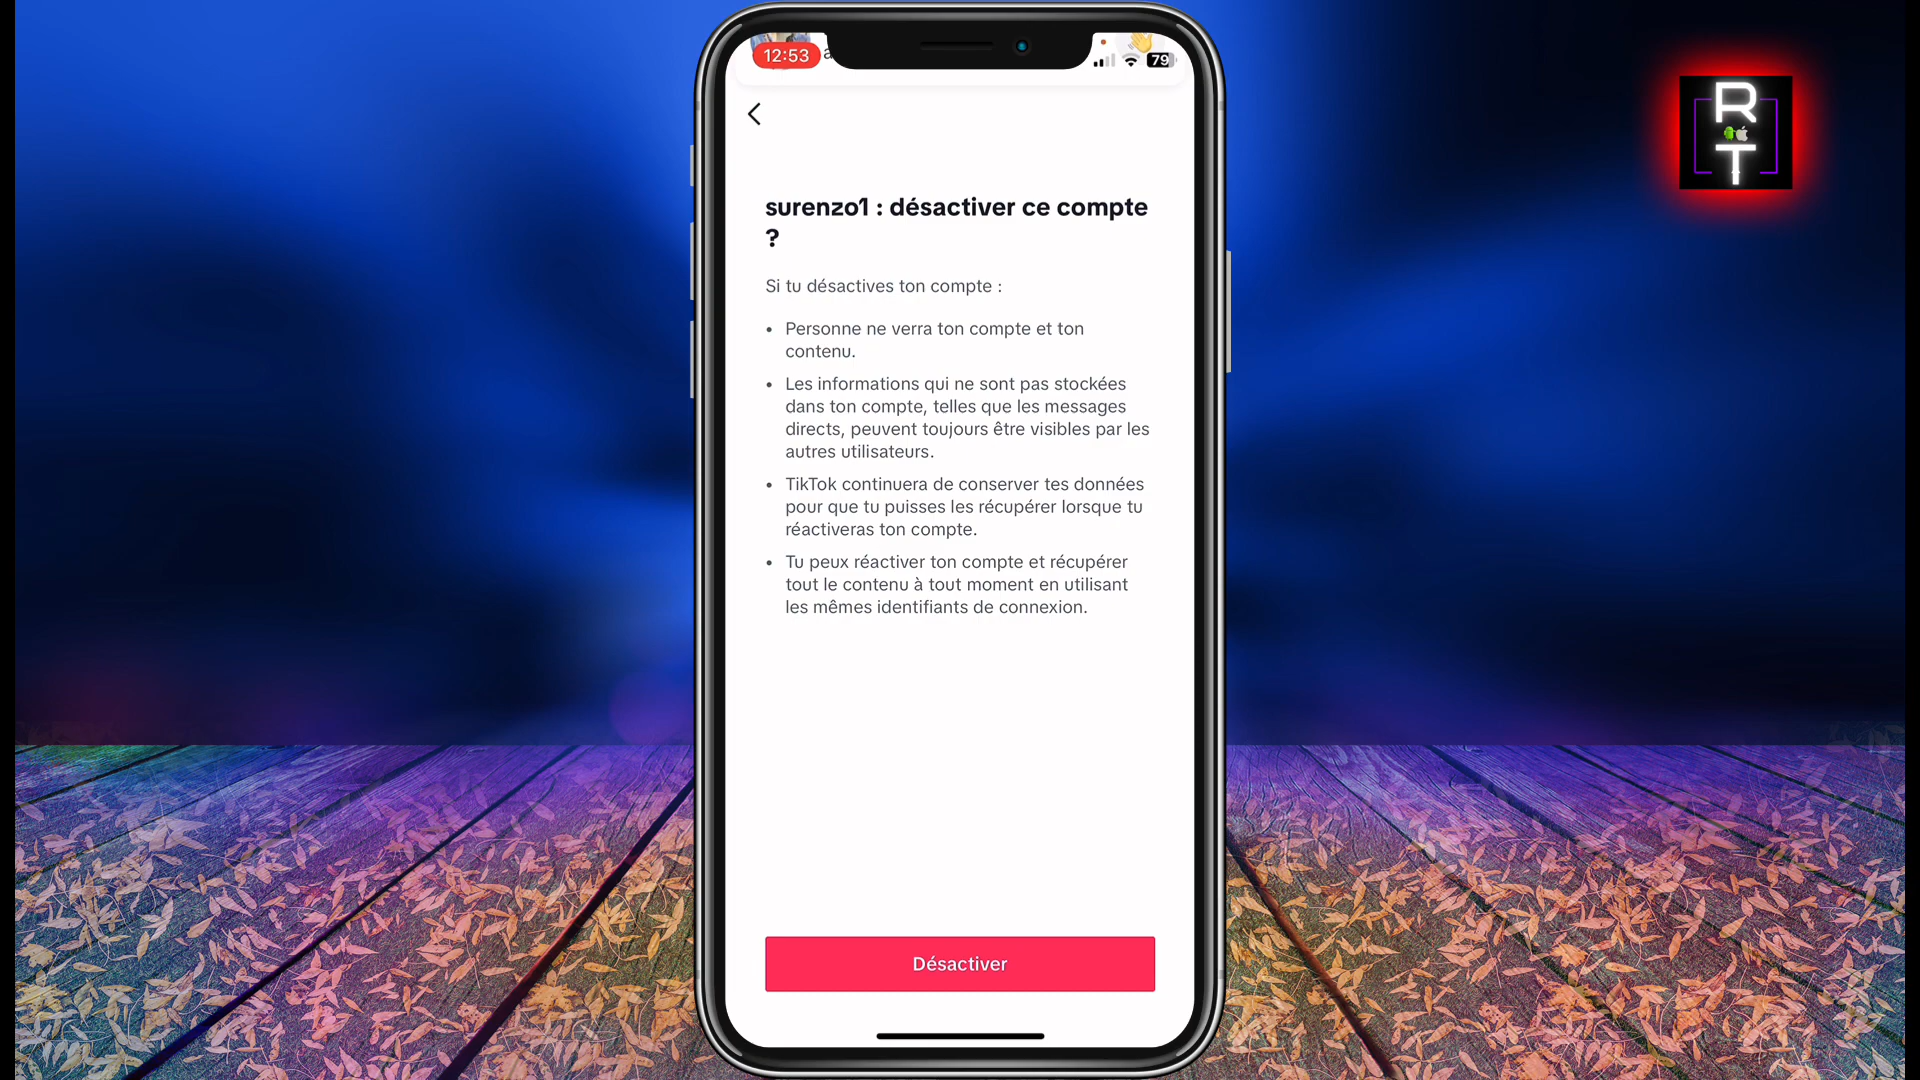 12:53
79
R
T
surenzo1 : désactiver ce compte
?
Si tu désactives ton compte :
• Personne ne verra ton compte et ton
contenu.
• Les informations qui ne sont pas stockées
dans ton compte, telles que les messages
directs, peuvent toujours être visibles par les
autres utilisateurs.
• TikTok continuera de conserver tes données
pour que tu puisses les récupérer lorsque tu
réactiveras ton compte.
• Tu peux réactiver ton compte et récupérer
tout le contenu à tout moment en utilisant
les mêmes identifiants de connexion.
Désactiver